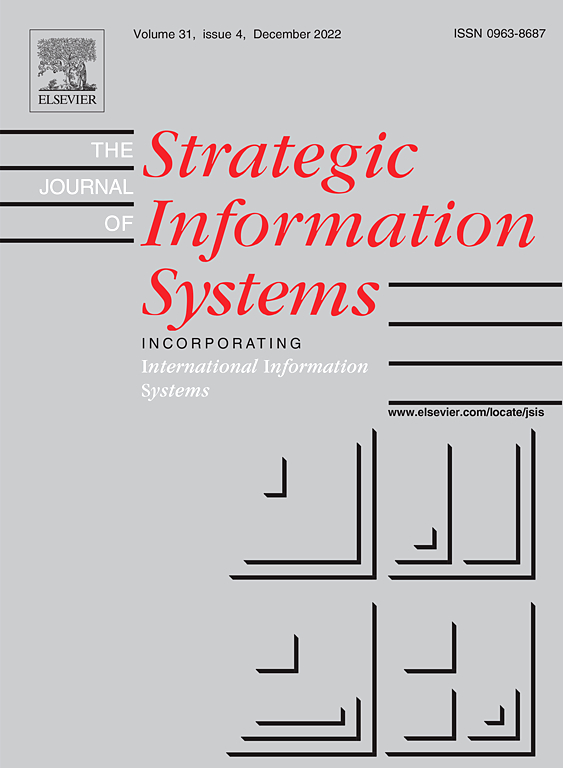 Volume 31, issue 4, December 2022
ISSN 0963-8687
ELSEVIER
THE
JOURNAL
OF
Strategic
Information
Systems
INCORPORATING
International Information
Systems
www.elsevier.com/locate/jsis